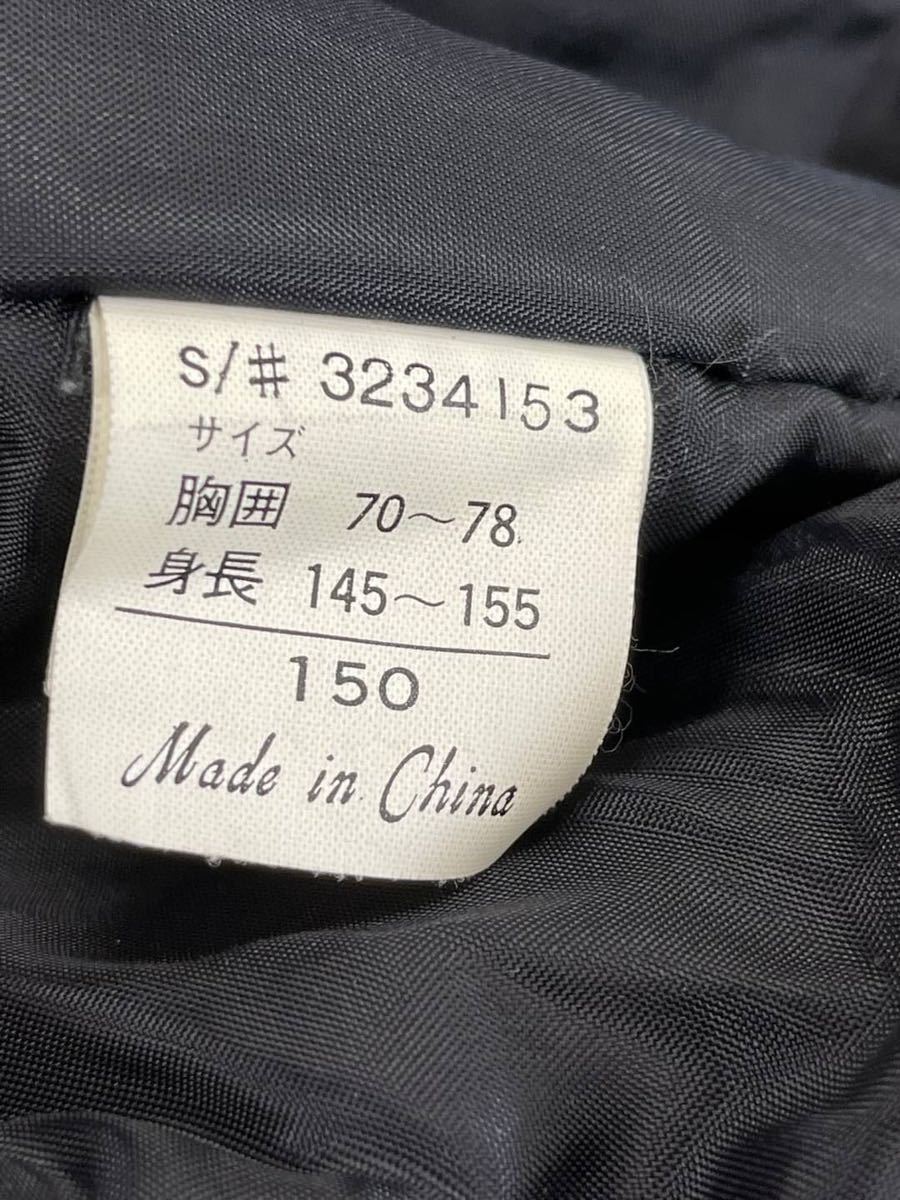 S/# 3234153
サイズ
胸囲 70～78
身長 145～155
150
Made in China